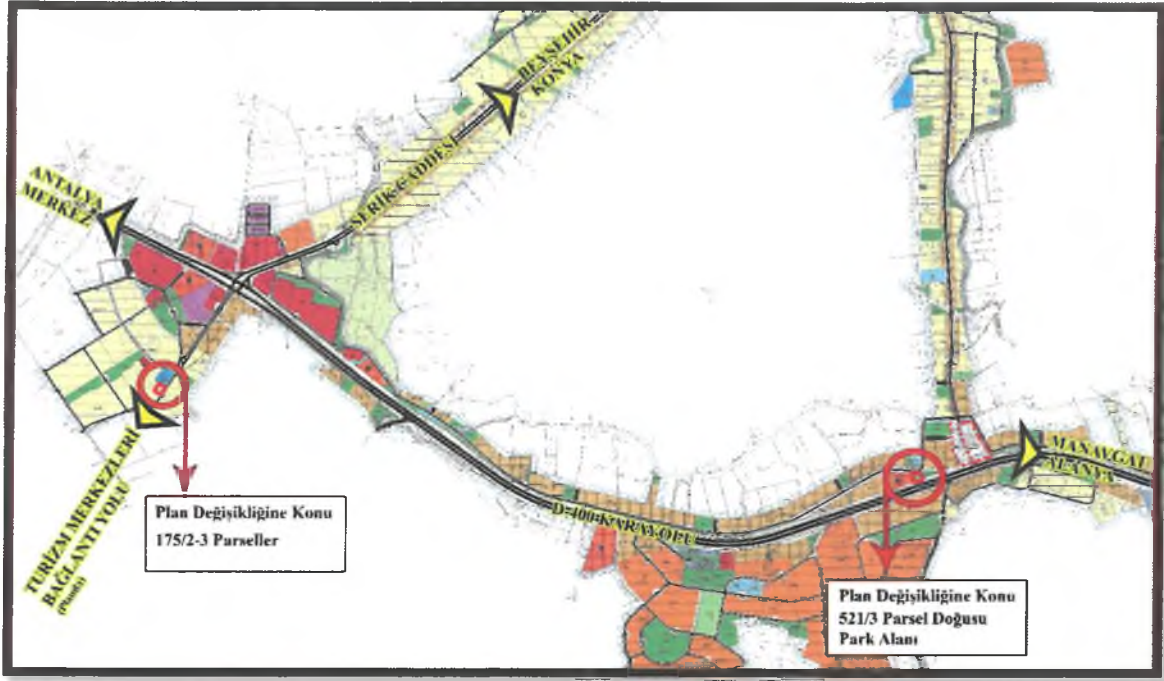 BEYŞEHİR
KONYA
SERİK CADDESİ
ANTALYA
MERKEZ
TURİZM MERKEZLERİ
BAĞLANTI YOLU
(Planlı)
Plan Değişikliğine Konu
175/2-3 Parseller
D-400 KARAYOLU
MANAVGAT
ALANYA
Plan Değişikliğine Konu
521/3 Parsel Doğusu
Park Alanı